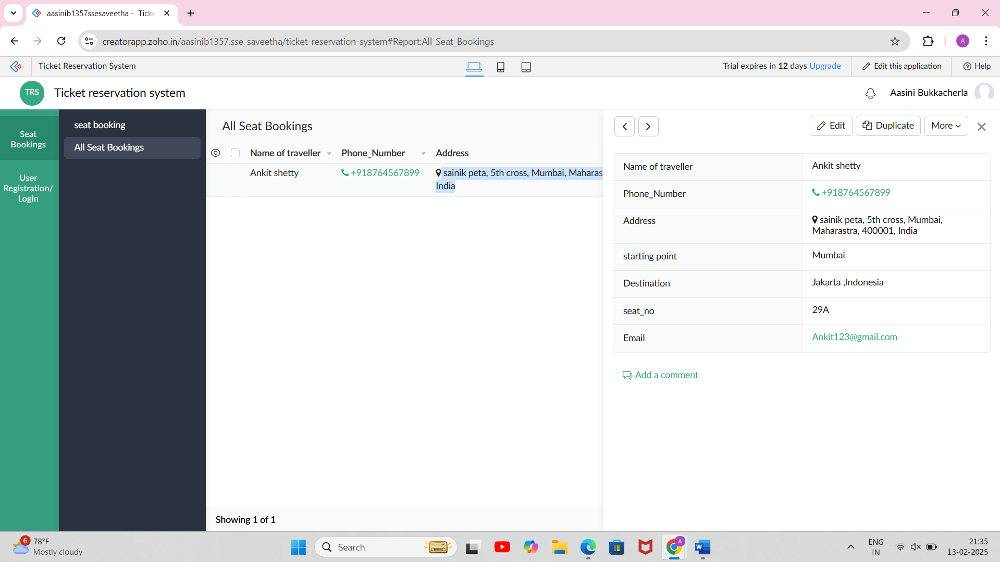 aasinib1357ssesaveetha - Ticke
creatorapp.zoho.in/aasinib1357.sse_saveetha/ticket-reservation-system#Report:All_Seat_Bookings
A
Ticket Reservation System
Trial expires in 12 days Upgrade
Edit this application
Help
TRS
Ticket reservation system
Aasini Bukkacherla
Seat
Bookings
User
Registration/
Login
seat booking
All Seat Bookings
All Seat Bookings
Name of traveller
Phone_Number
Address
Ankit shetty
+918764567899
sainik peta, 5th cross, Mumbai, Maharas
India
Showing 1 of 1
Edit
Duplicate
More
Name of traveller
Ankit shetty
Phone_Number
+918764567899
Address
sainik peta, 5th cross, Mumbai,
Maharastra, 400001, India
starting point
Mumbai
Destination
Jakarta ,Indonesia
seat_no
29A
Email
Ankit123@gmail.com
Add a comment
6
78°F
Mostly cloudy
Search
A
W
ENG
IN
21:35
13-02-2025